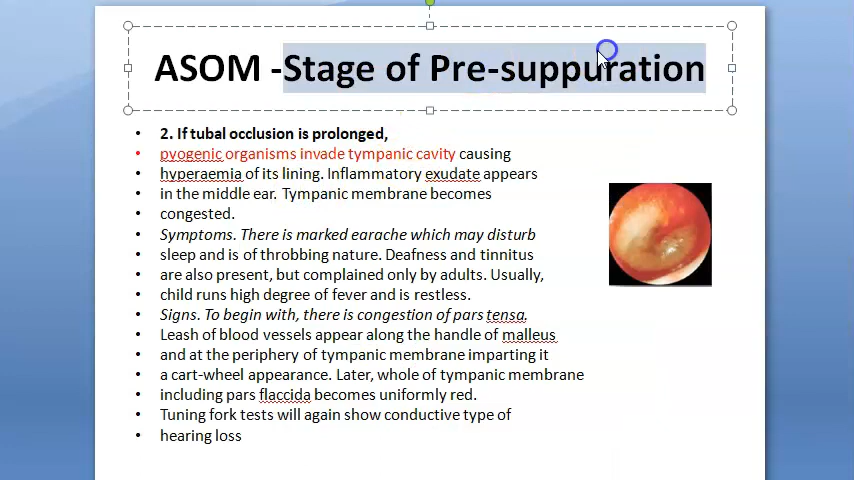 ASOM -Stage of Pre-suppuration
• 2. If tubal occlusion is prolonged,
• pyogenic organisms invade tympanic cavity causing
• hyperaemia of its lining. Inflammatory exudate appears
• in the middle ear. Tympanic membrane becomes
• congested.
• Symptoms. There is marked earache which may disturb
• sleep and is of throbbing nature. Deafness and tinnitus
• are also present, but complained only by adults. Usually,
• child runs high degree of fever and is restless.
• Signs. To begin with, there is congestion of pars tensa.
• Leash of blood vessels appear along the handle of malleus
• and at the periphery of tympanic membrane imparting it
• a cart-wheel appearance. Later, whole of tympanic membrane
• including pars flaccida becomes uniformly red.
• Tuning fork tests will again show conductive type of
• hearing loss